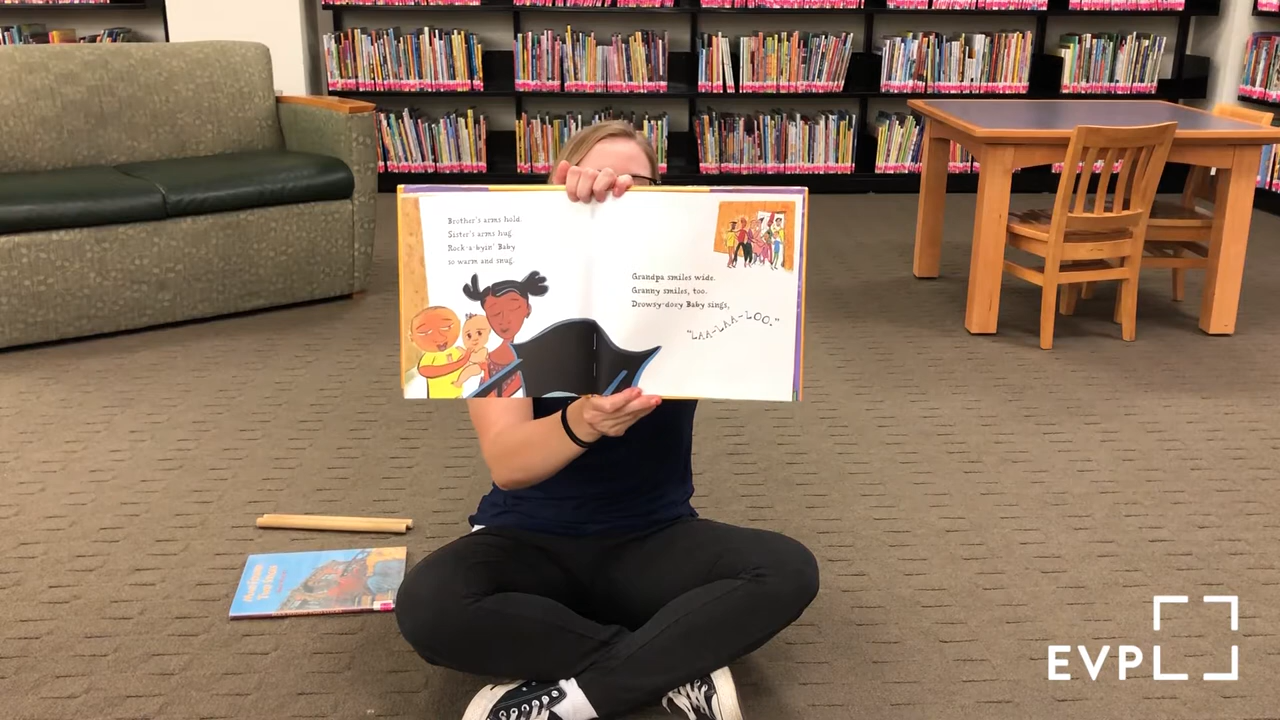 Brother's arms hold.
Sister's arms hug.
Rock-a-byin' Baby
so warm and snug.
Grandpa smiles wide.
Granny smiles, too.
Drowsy-dozy Baby sings,
"LAA-LAA-LOO."
EVPL